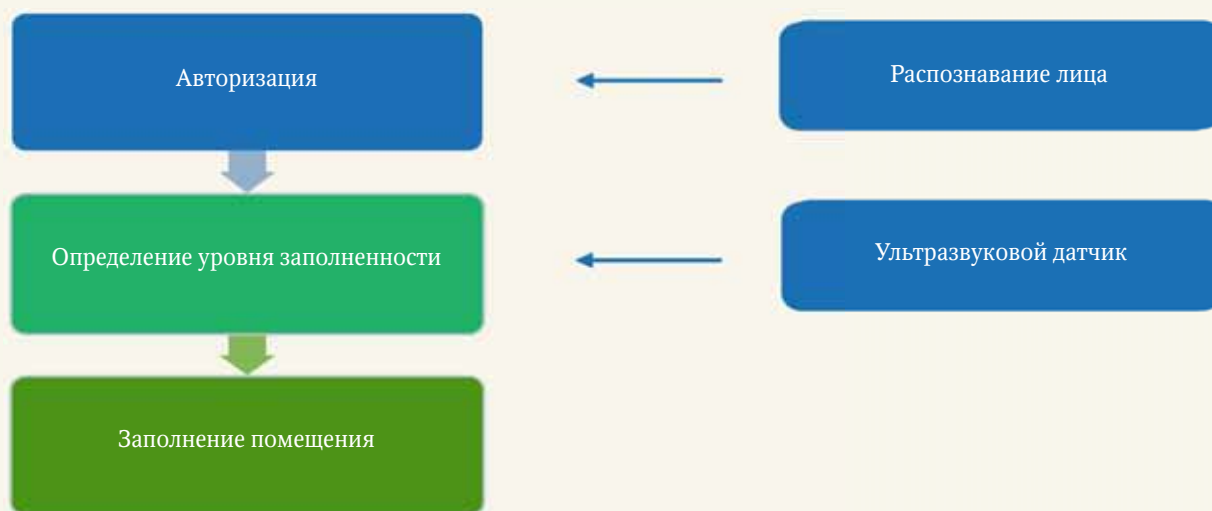 Авторизация
Распознавание лица
Определение уровня заполненности
Ультразвуковой датчик
Заполнение помещения